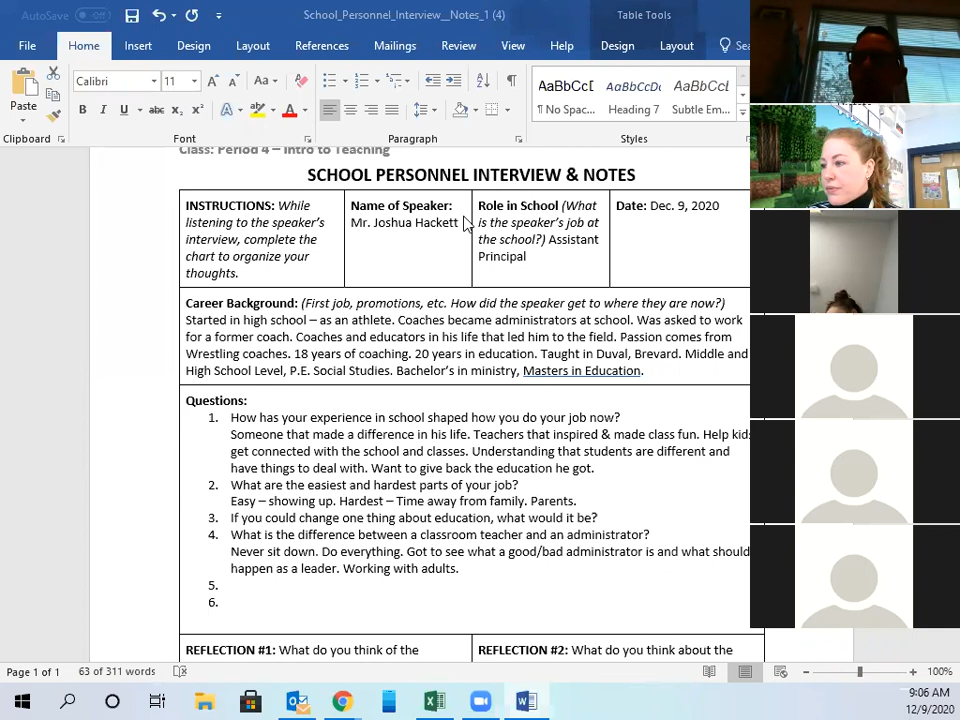 AutoSave Off School_Personnel_Interview__Notes_1 (4) Table Tools
File Home Insert Design Layout References Mailings Review View Help Design Layout Sea
Paste Calibri 11 A A Aa A AaBbCcD AaBbCcDc AaBbCcD
B I U abc x₂ x² A A ¶ No Spac... Heading 7 Subtle Em...
Clipboard Font Paragraph Styles
Class: Period 4 – Intro to Teaching
SCHOOL PERSONNEL INTERVIEW & NOTES
INSTRUCTIONS: While
listening to the speaker's
interview, complete the
chart to organize your
thoughts.
Name of Speaker:
Mr. Joshua Hackett
Role in School (What
is the speaker's job at
the school?) Assistant
Principal
Date: Dec. 9, 2020
Career Background: (First job, promotions, etc. How did the speaker get to where they are now?)
Started in high school – as an athlete. Coaches became administrators at school. Was asked to work
for a former coach. Coaches and educators in his life that led him to the field. Passion comes from
Wrestling coaches. 18 years of coaching. 20 years in education. Taught in Duval, Brevard. Middle and
High School Level, P.E. Social Studies. Bachelor's in ministry, Masters in Education.
Questions:
1. How has your experience in school shaped how you do your job now?
Someone that made a difference in his life. Teachers that inspired & made class fun. Help kids
get connected with the school and classes. Understanding that students are different and
have things to deal with. Want to give back the education he got.
2. What are the easiest and hardest parts of your job?
Easy – showing up. Hardest – Time away from family. Parents.
3. If you could change one thing about education, what would it be?
4. What is the difference between a classroom teacher and an administrator?
Never sit down. Do everything. Got to see what a good/bad administrator is and what should
happen as a leader. Working with adults.
5.
6.
REFLECTION #1: What do you think of the
REFLECTION #2: What do you think about the
Page 1 of 1 63 of 311 words 100%
9:06 AM
12/9/2020